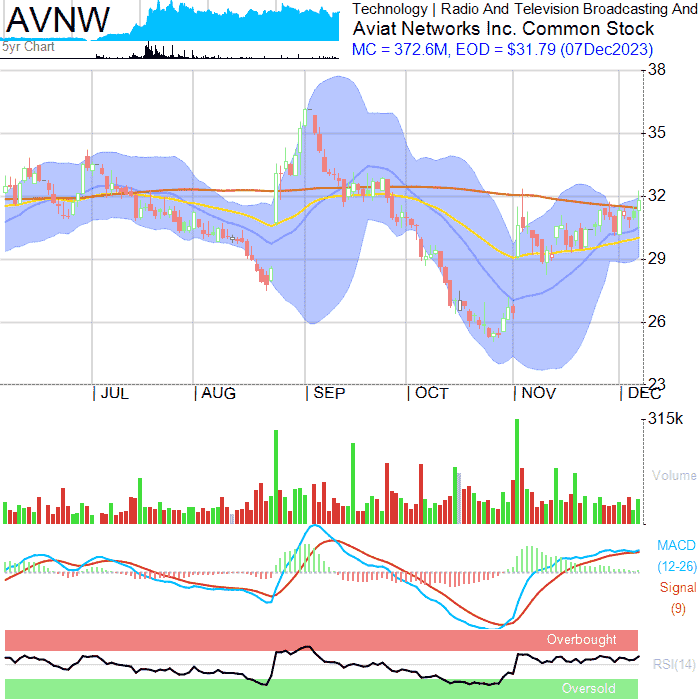 AVNW
5yr Chart
Technology | Radio And Television Broadcasting And
Aviat Networks Inc. Common Stock
MC = 372.6M, EOD = $31.79 (07Dec2023)
38
35
32
29
26
23
| JUL | AUG | SEP | OCT | NOV | DEC
315k
Volume
MACD
(12-26)
Signal
(9)
Overbought
RSI(14)
Oversold